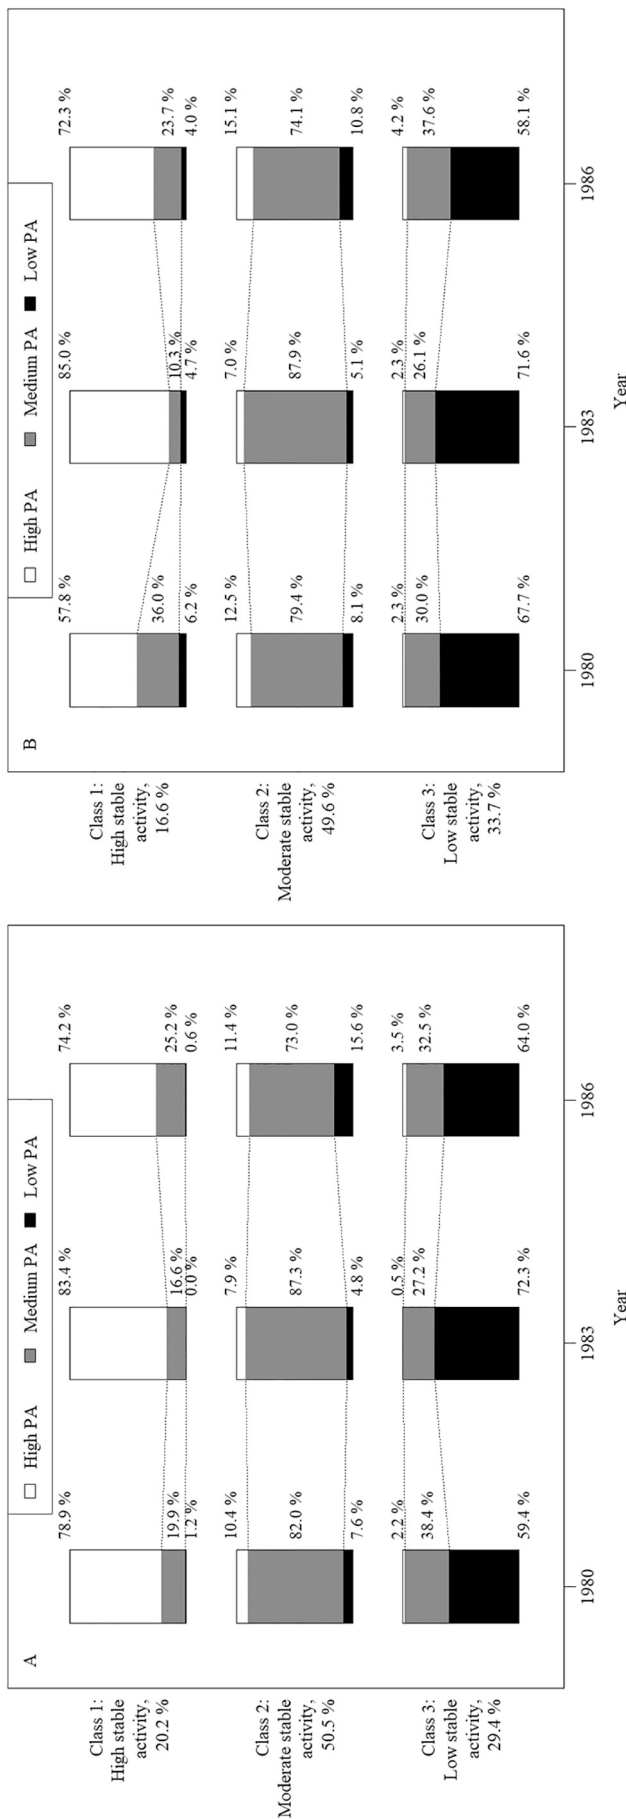 A
High PA Medium PA Low PA
Class 1:
High stable
activity,
20.2 %
78.9 %
19.9 %
1.2 %
83.4 %
16.6 %
0.0 %
74.2 %
25.2 %
0.6 %
Class 2:
Moderate stable
activity,
50.5 %
10.4 %
82.0 %
7.6 %
7.9 %
87.3 %
4.8 %
11.4 %
73.0 %
15.6 %
Class 3:
Low stable
activity,
29.4 %
2.2 %
38.4 %
59.4 %
0.5 %
27.2 %
72.3 %
3.5 %
32.5 %
64.0 %
1980 1983 1986
Year
B
High PA Medium PA Low PA
Class 1:
High stable
activity,
16.6 %
57.8 %
36.0 %
6.2 %
85.0 %
10.3 %
4.7 %
72.3 %
23.7 %
4.0 %
Class 2:
Moderate stable
activity,
49.6 %
12.5 %
79.4 %
8.1 %
7.0 %
87.9 %
5.1 %
15.1 %
74.1 %
10.8 %
Class 3:
Low stable
activity,
33.7 %
2.3 %
30.0 %
67.7 %
2.3 %
26.1 %
71.6 %
4.2 %
37.6 %
58.1 %
1980 1983 1986
Year